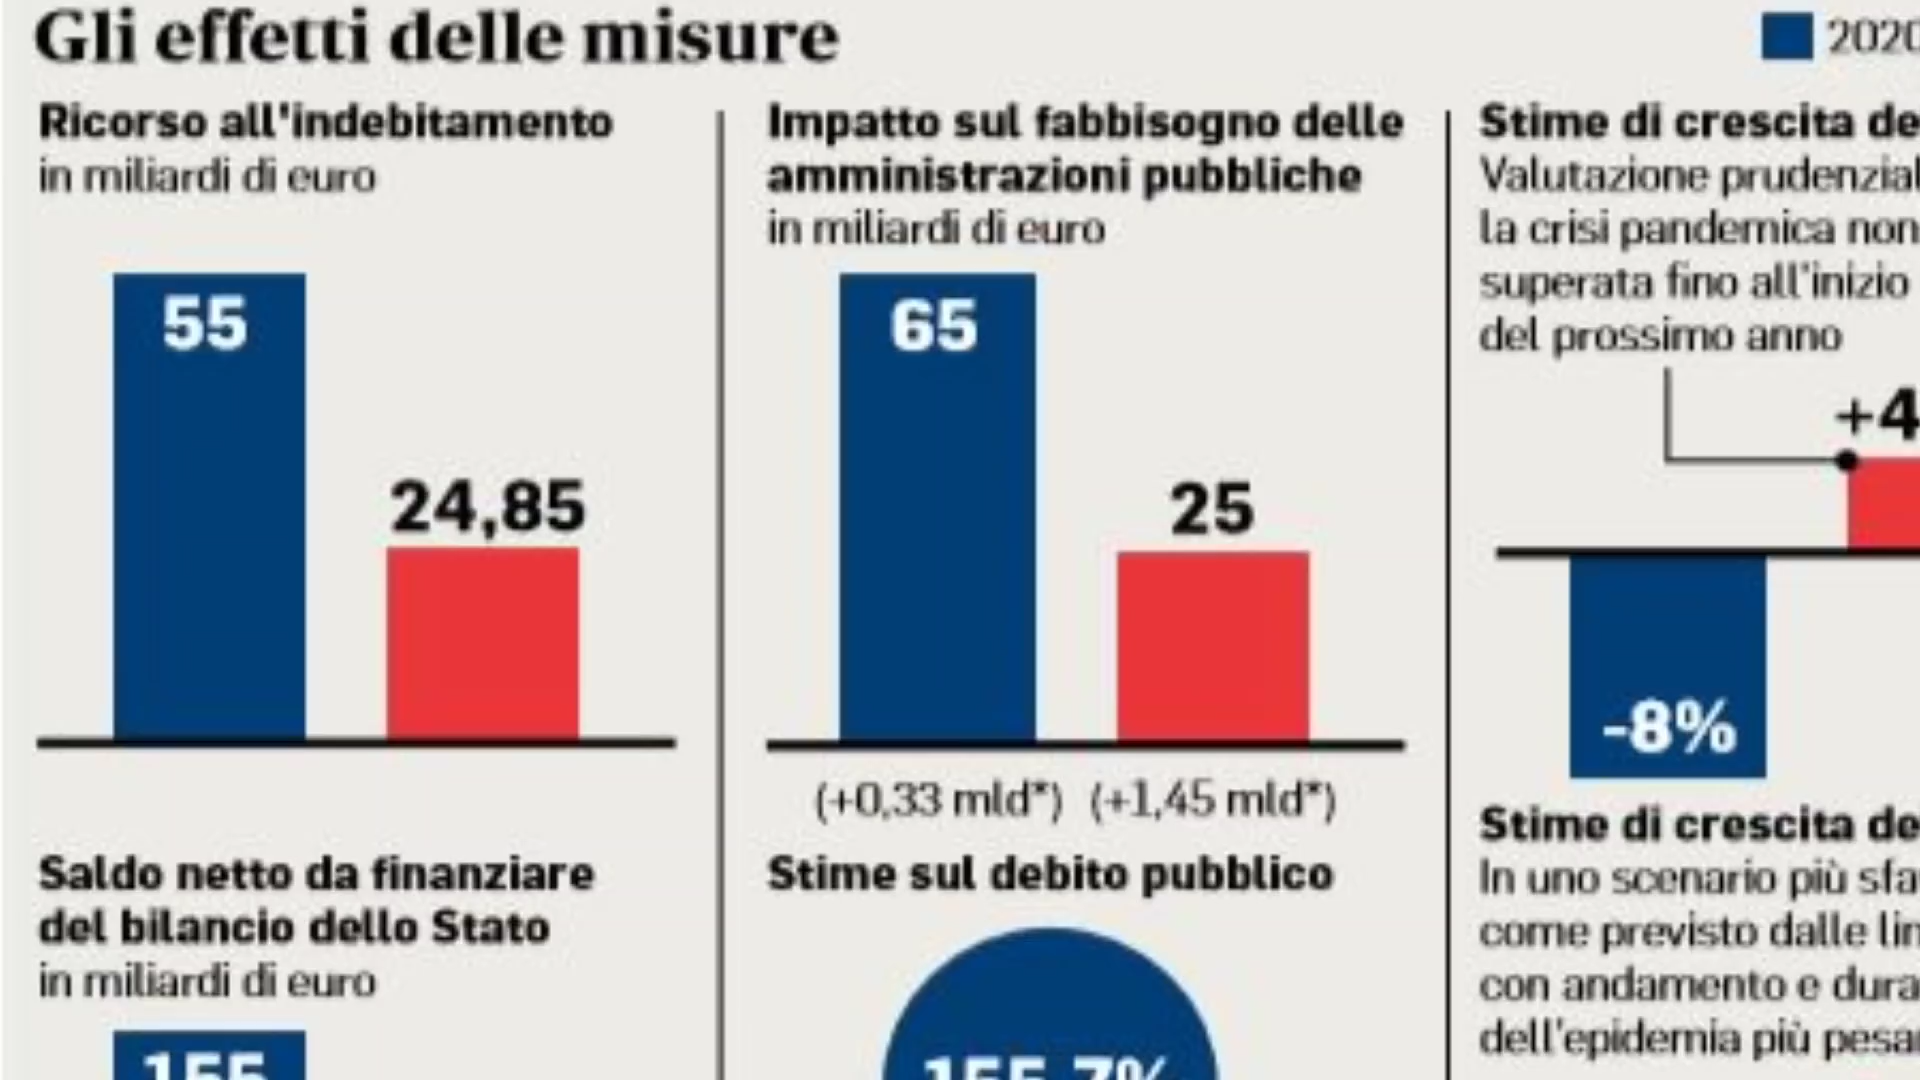 Gli effetti delle misure
2020
Ricorso all'indebitamento
in miliardi di euro
55
24,85
Impatto sul fabbisogno delle
amministrazioni pubbliche
in miliardi di euro
65
25
(+0,33 mld*) (+1,45 mld*)
Stime di crescita
Valutazione
la crisi pandemica non
superata fino all'inizio
del prossimo anno
+4
-8%
Saldo netto da finanziare
del bilancio dello Stato
in miliardi di euro
155
Stime sul debito pubblico
155,7%
Stime di crescita
In uno scenario più
come previsto dalle
con andamento e
dell'epidemia più